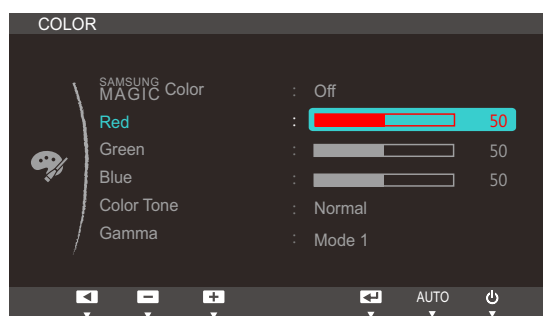 COLOR
SAMSUNG MAGIC Color : Off
Red : 50
Green : 50
Blue : 50
Color Tone : Normal
Gamma : Mode 1
AUTO